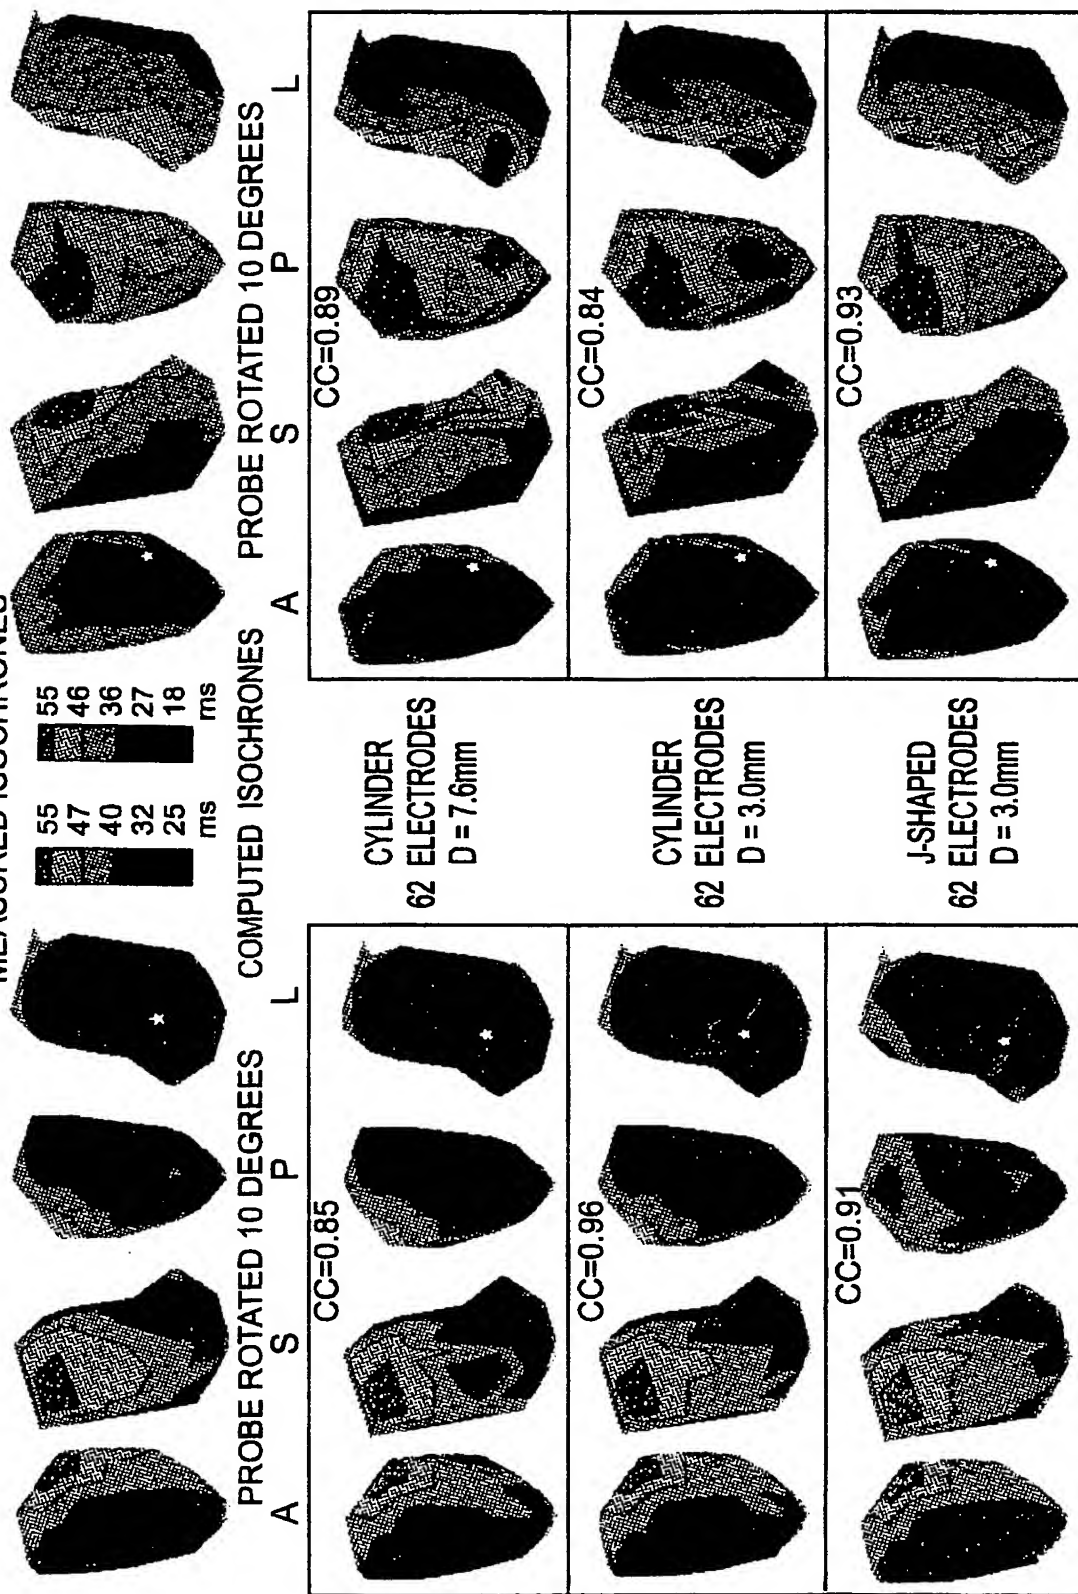 MEASURED ISOCHRONES
55 55
47 46
40 36
32 27
25 18
ms ms
PROBE ROTATED 10 DEGREES COMPUTED ISOCHRONES PROBE ROTATED 10 DEGREES
A S P L A S P L
CC=0.85
CYLINDER
62 ELECTRODES
D = 7.6mm
CC=0.89
CC=0.96
CYLINDER
62 ELECTRODES
D = 3.0mm
CC=0.84
CC=0.91
J-SHAPED
62 ELECTRODES
D = 3.0mm
CC=0.93